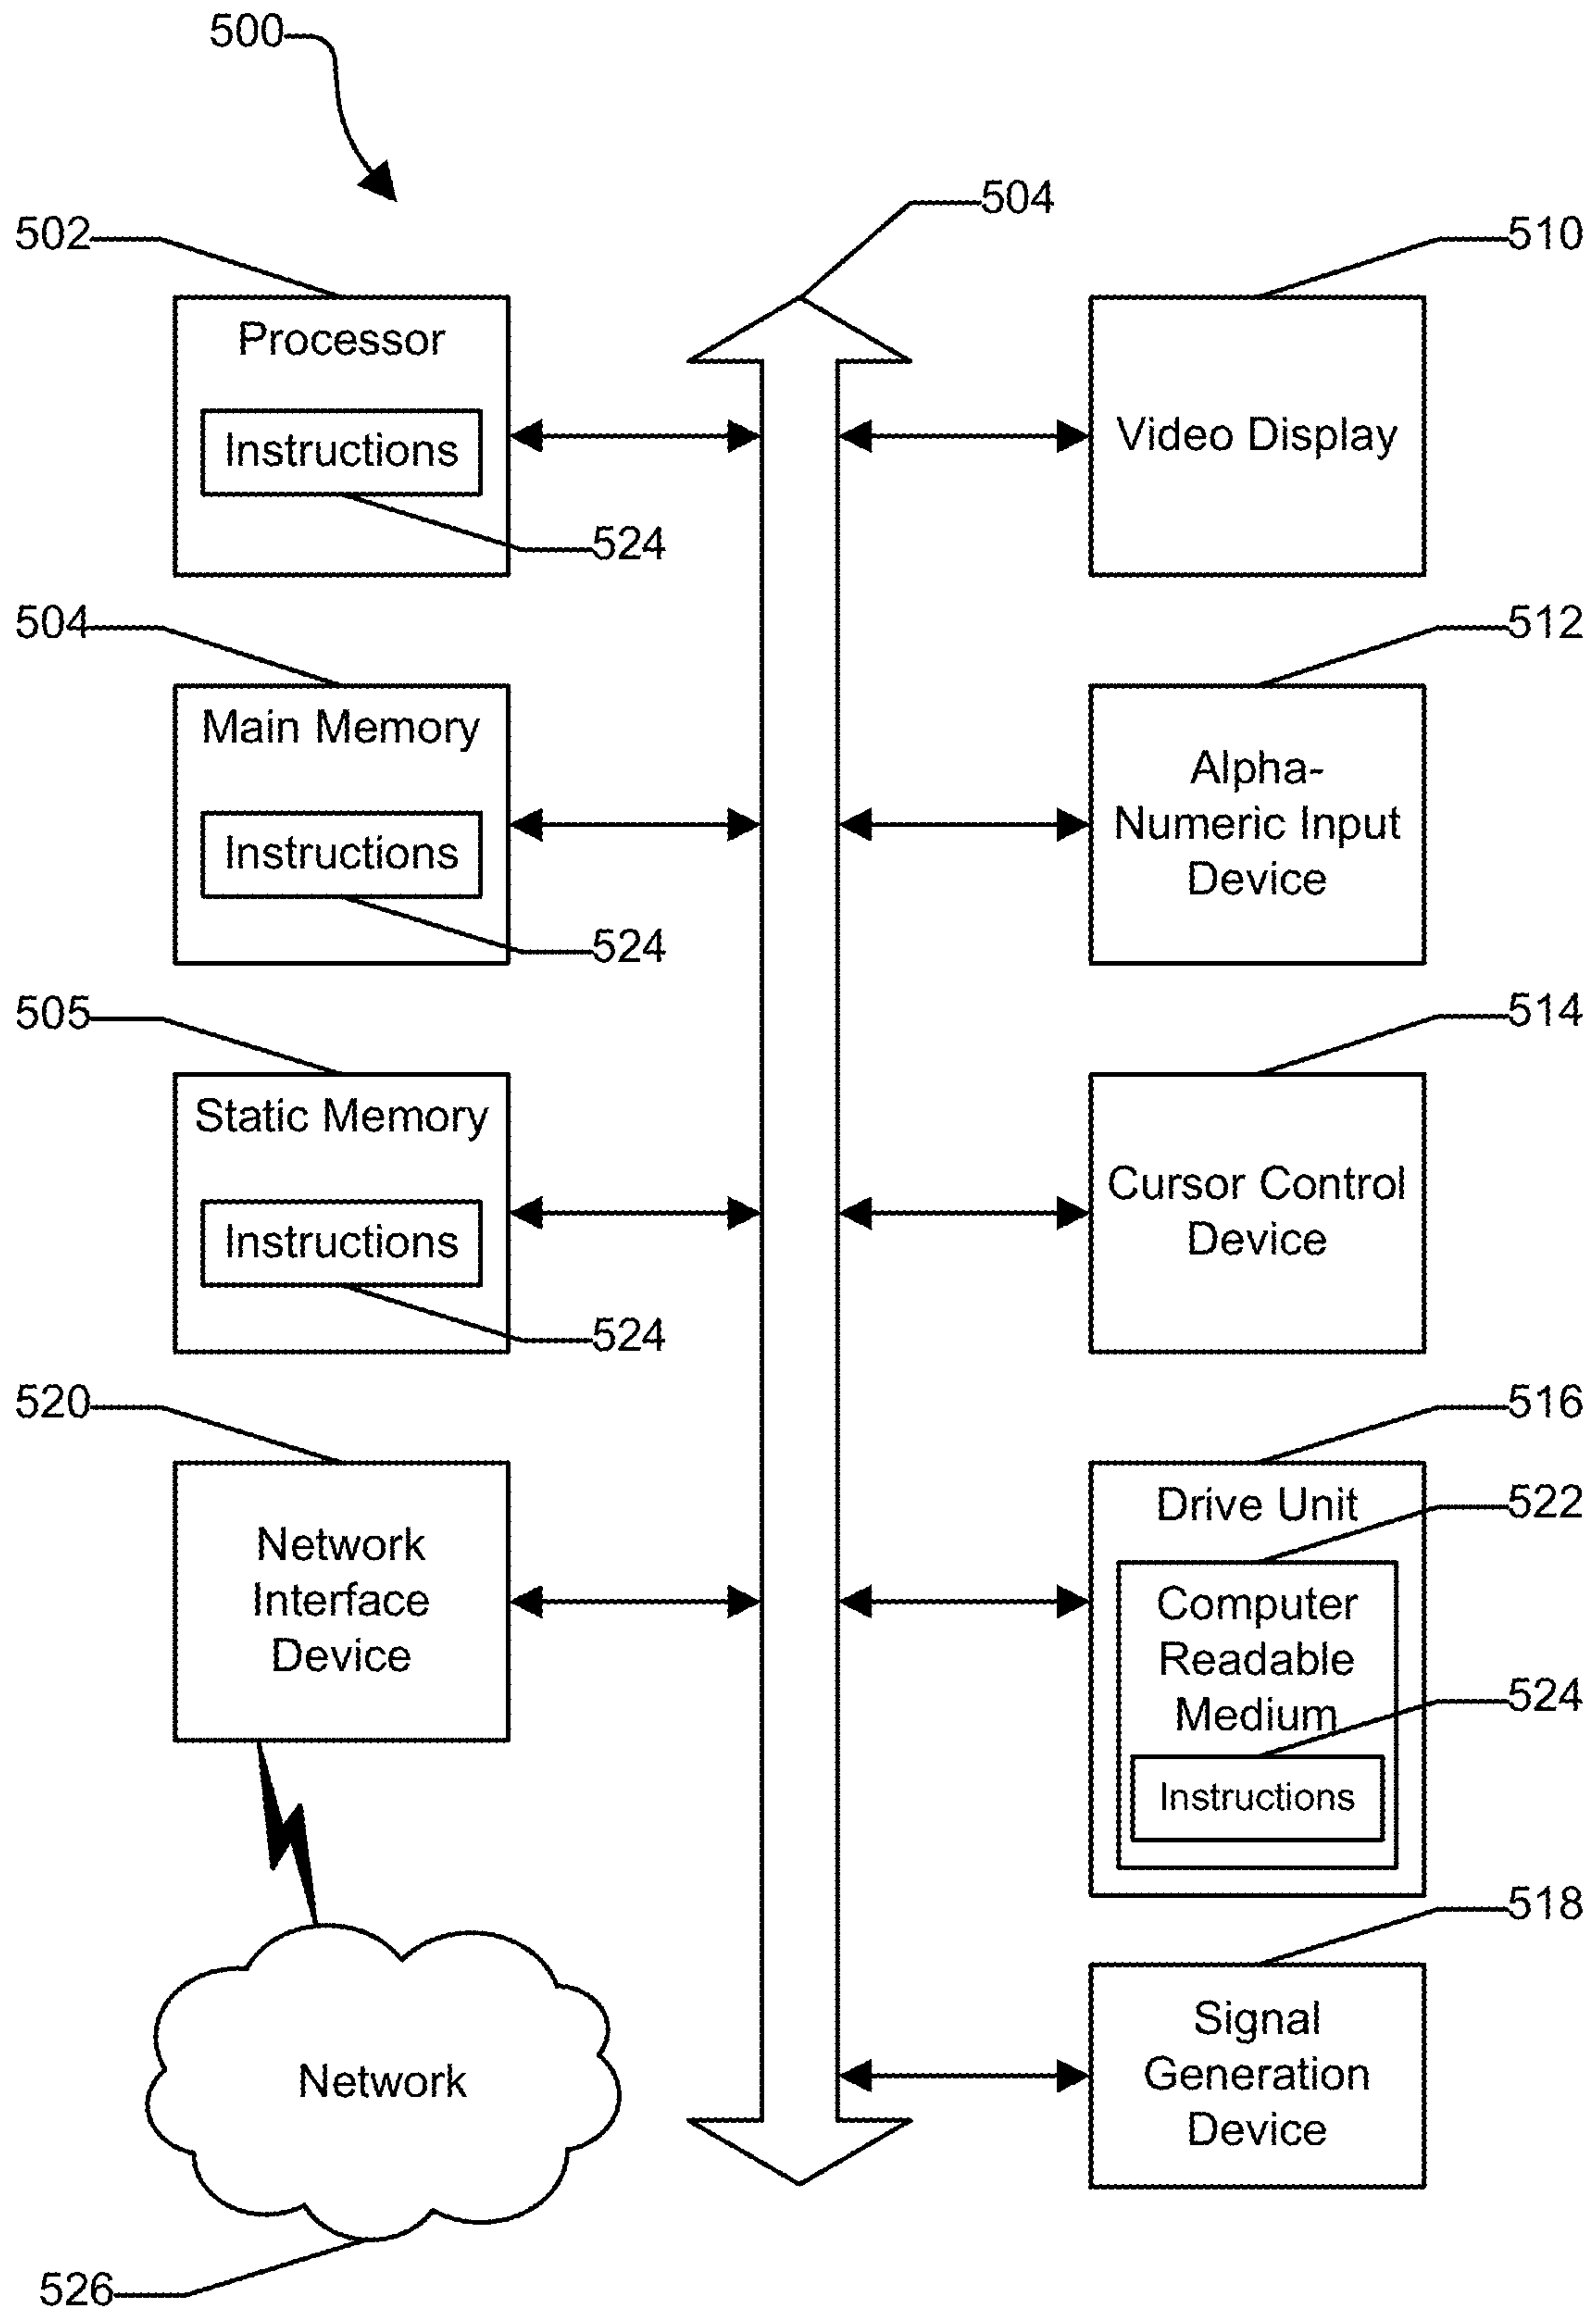 500
504
502
Processor
Instructions
524
510
Video Display
504
Main Memory
Instructions
524
512
Alpha-
Numeric Input
Device
505
Static Memory
Instructions
524
514
Cursor Control
Device
520
Network
Interface
Device
516
Drive Unit
522
Computer
Readable
Medium
524
Instructions
518
Signal
Generation
Device
Network
526